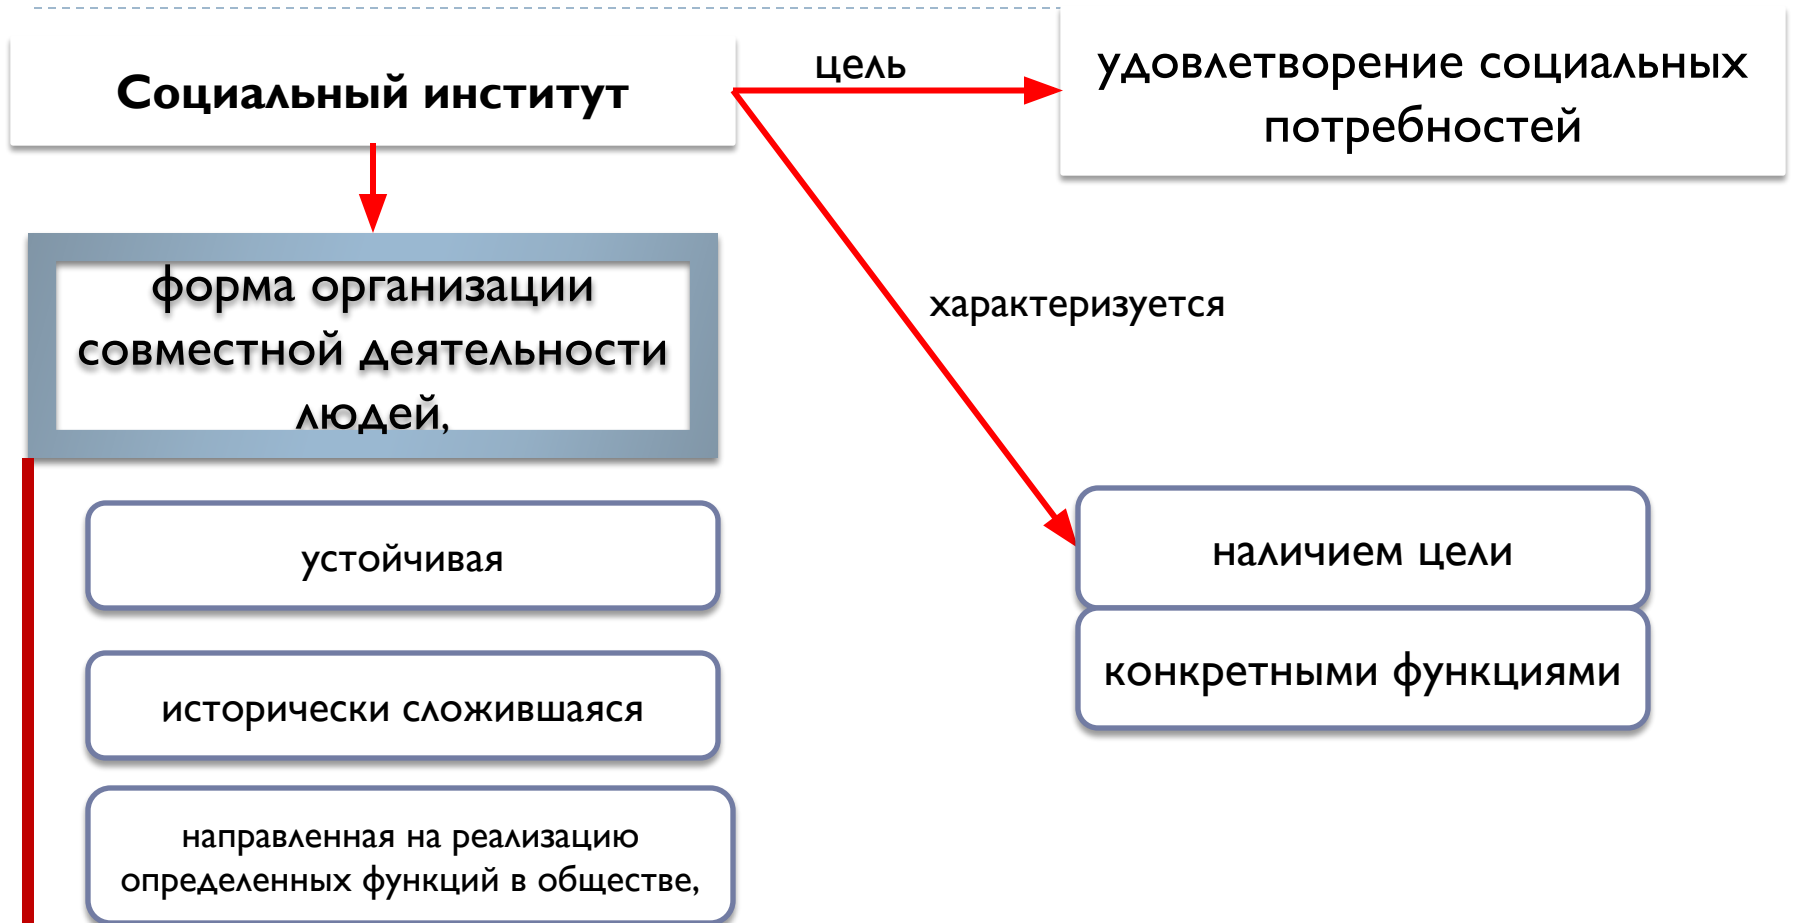 Социальный институт
цель
удовлетворение социальных
потребностей
форма организации
совместной деятельности
людей,
характеризуется
устойчивая
исторически сложившаяся
направленная на реализацию
определенных функций в обществе,
наличием цели
конкретными функциями